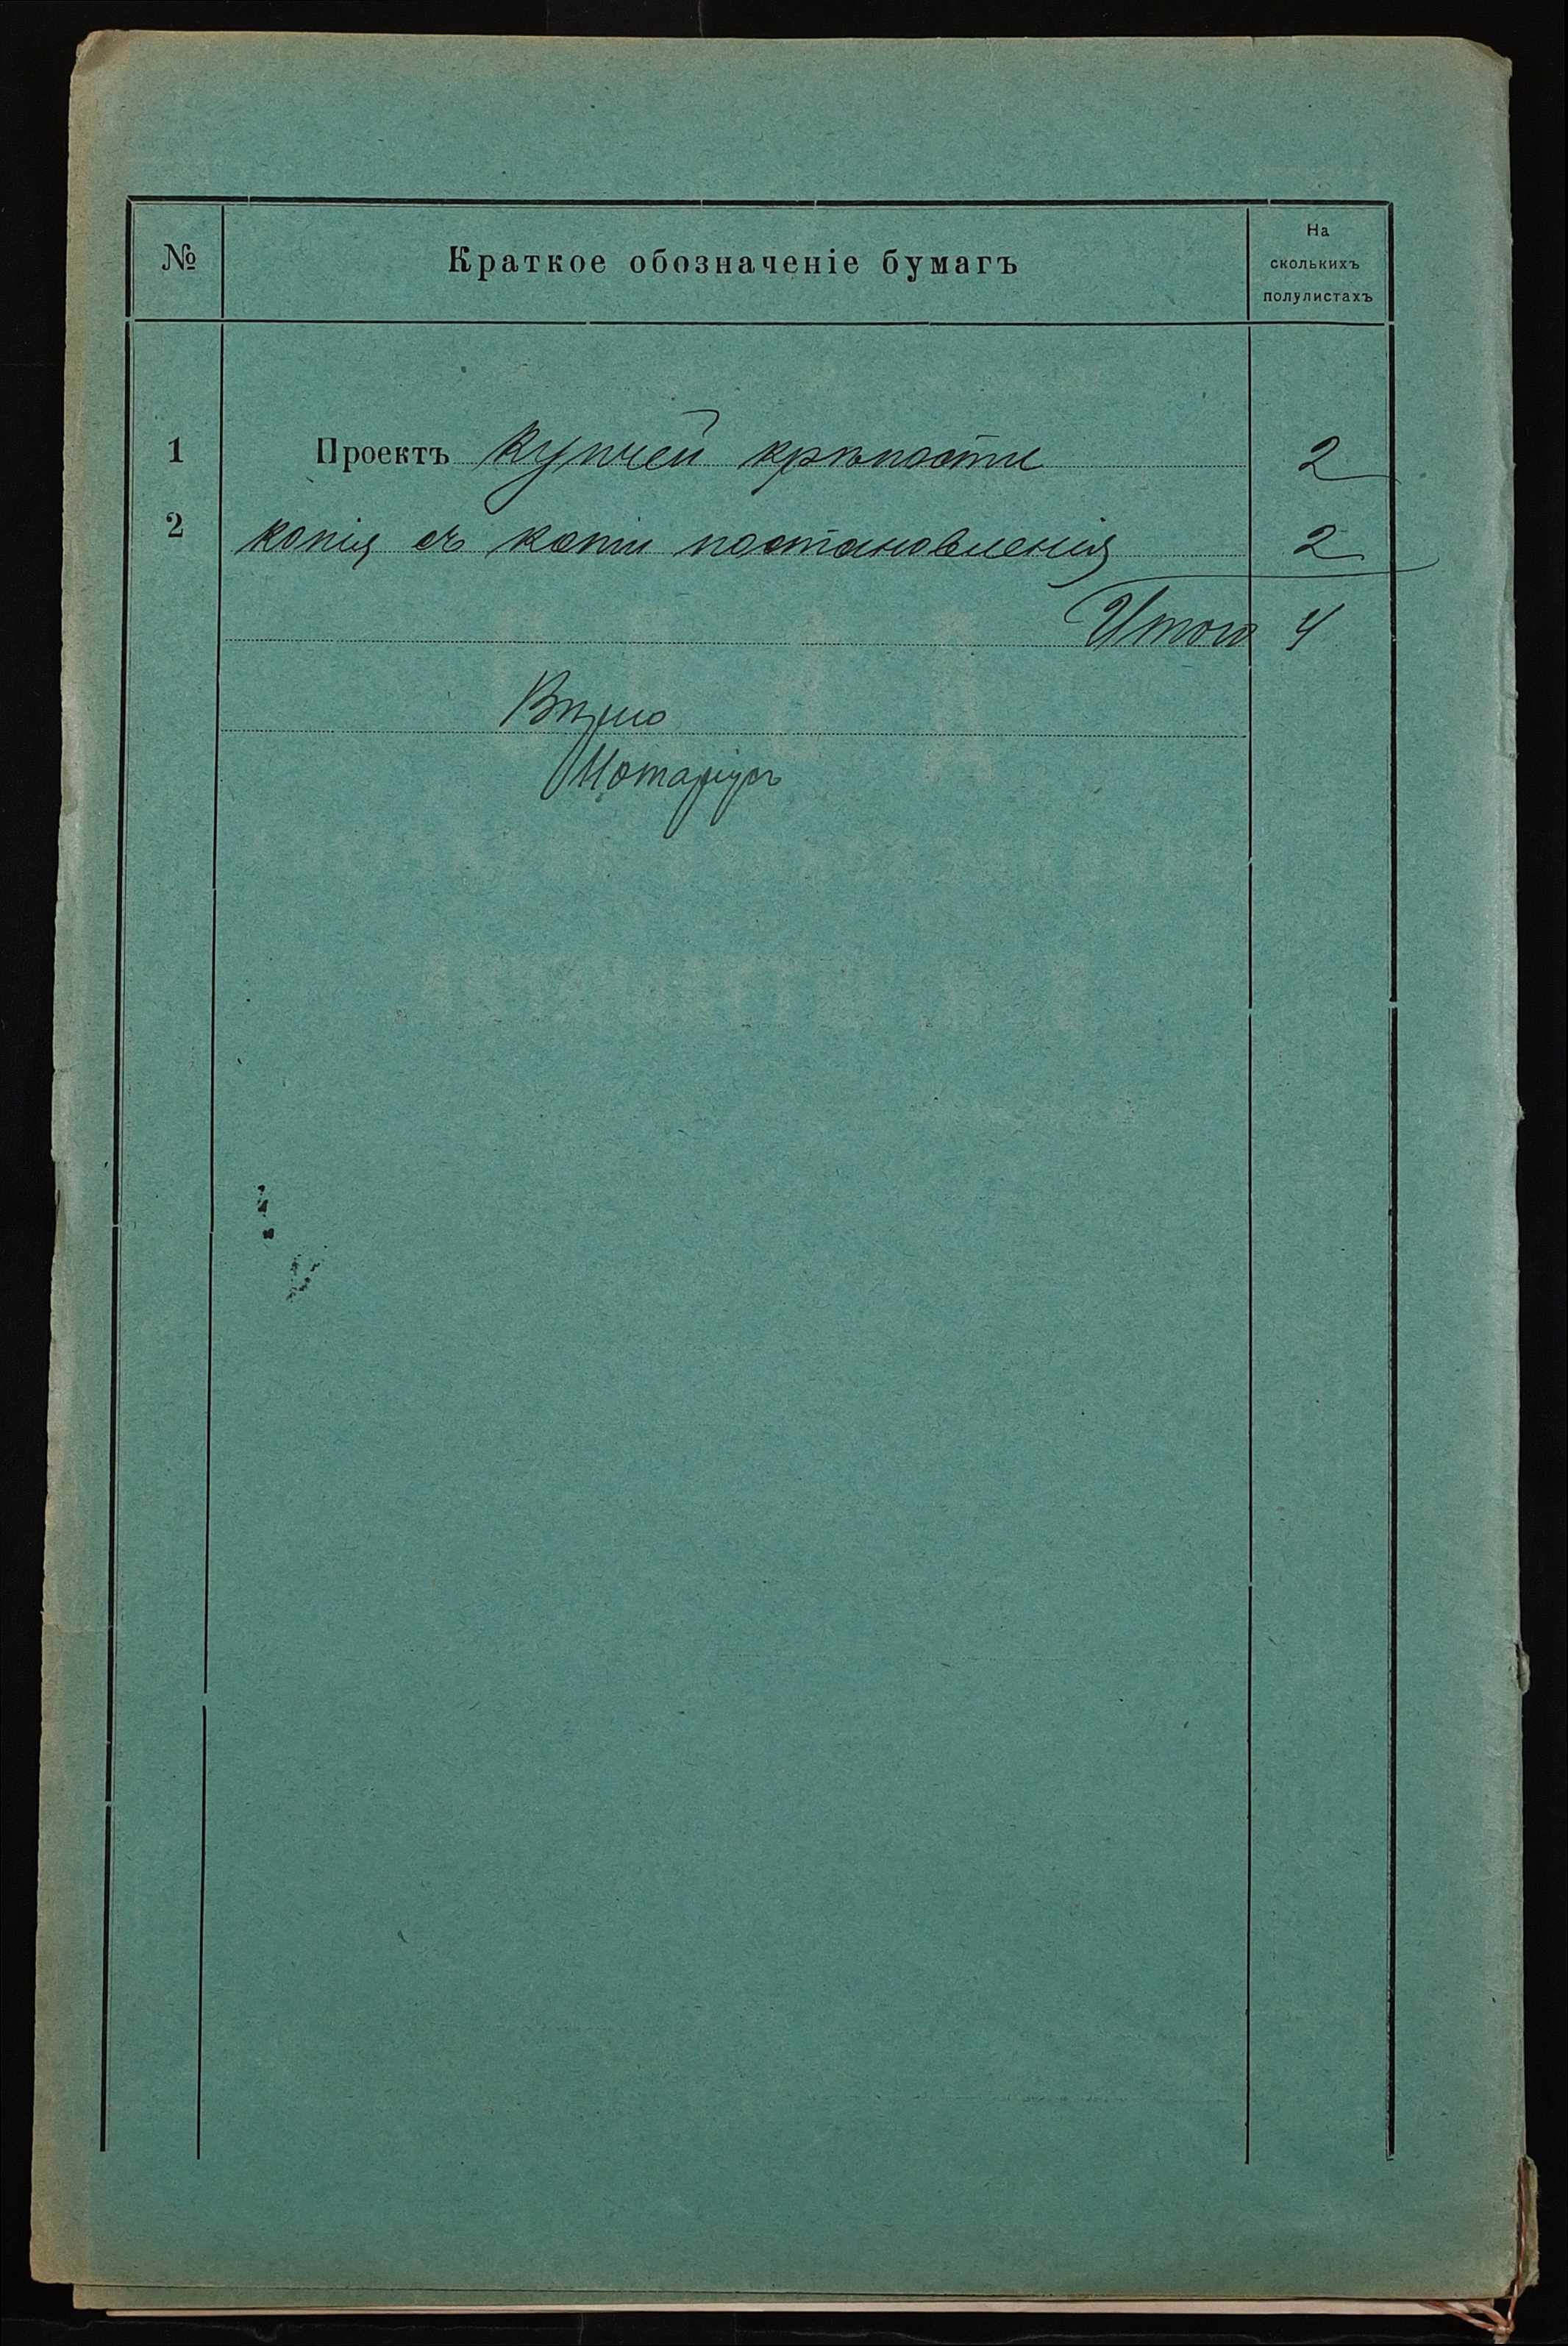 № Краткое обозначеніе бумагъ На
сколькихъ
полулистахъ
1 Проектъ купчей крѣпости 2
2 копія съ копіи постановленія 2
Итого 4
Вѣрно
Нотаріусъ